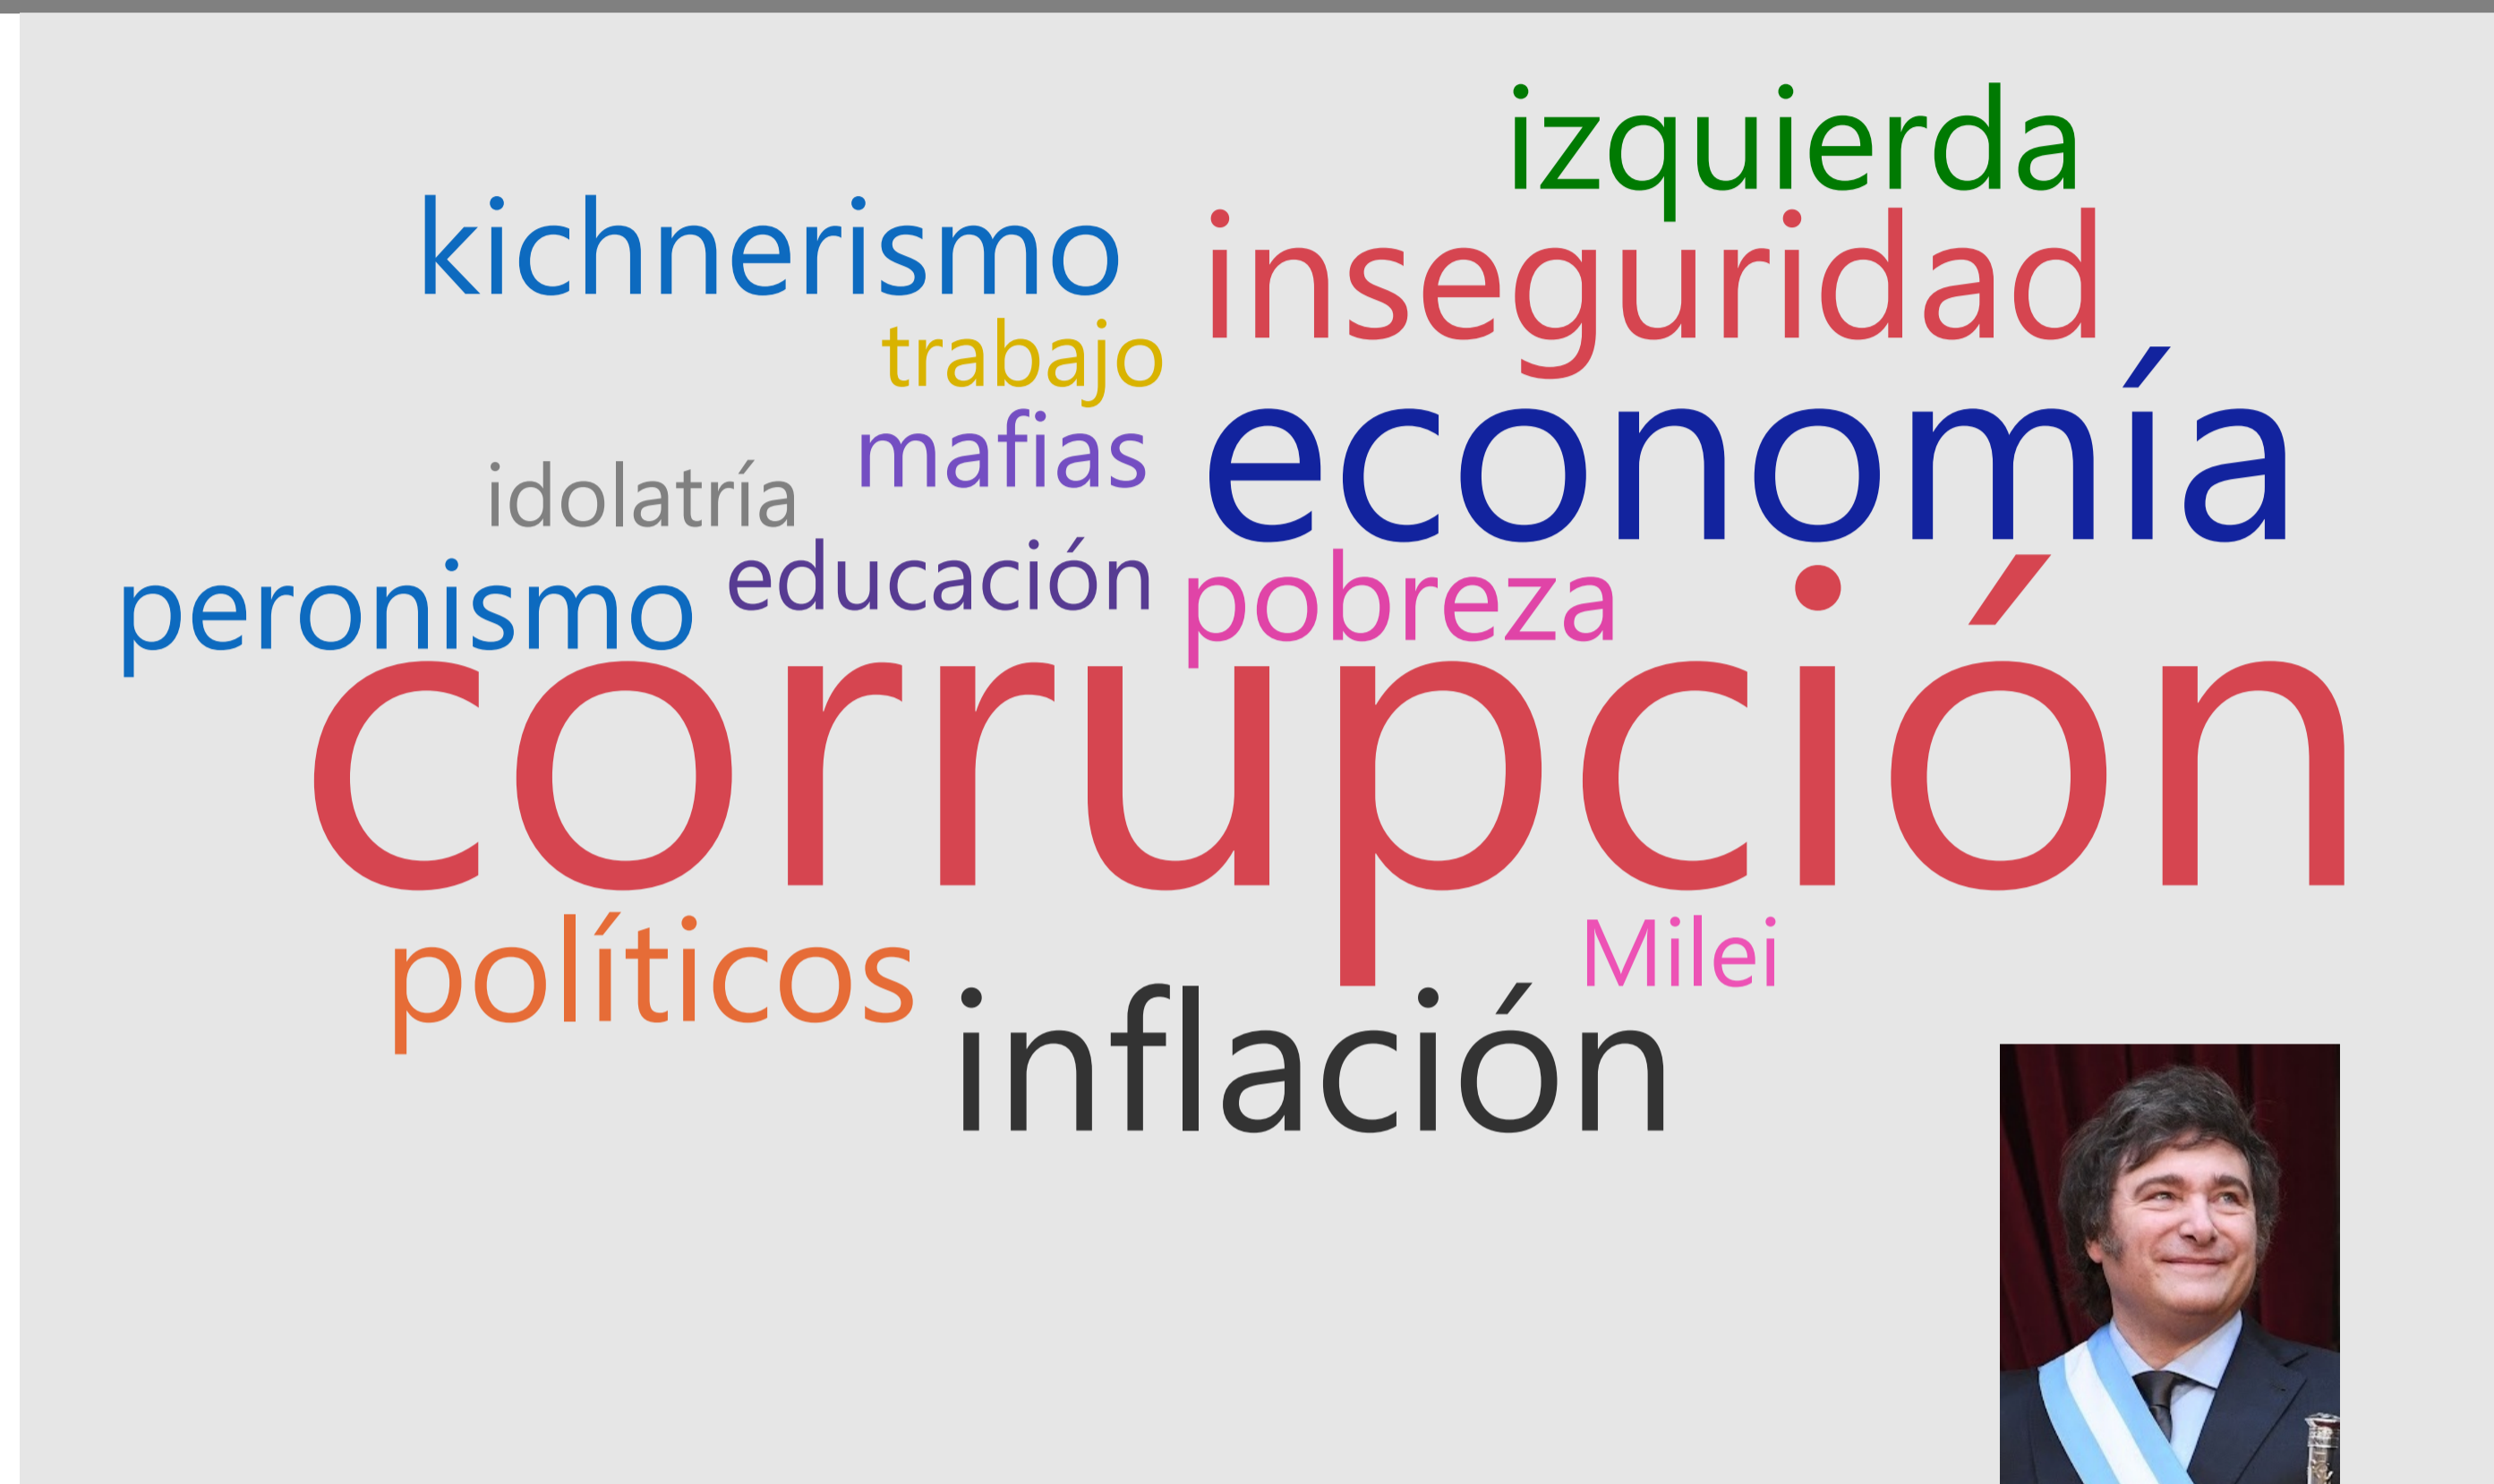 izquierda
kichnerismo
inseguridad
trabajo
mafias
economía
idolatría
educación
peronismo
pobreza
corrupción
políticos
Milei
inflación